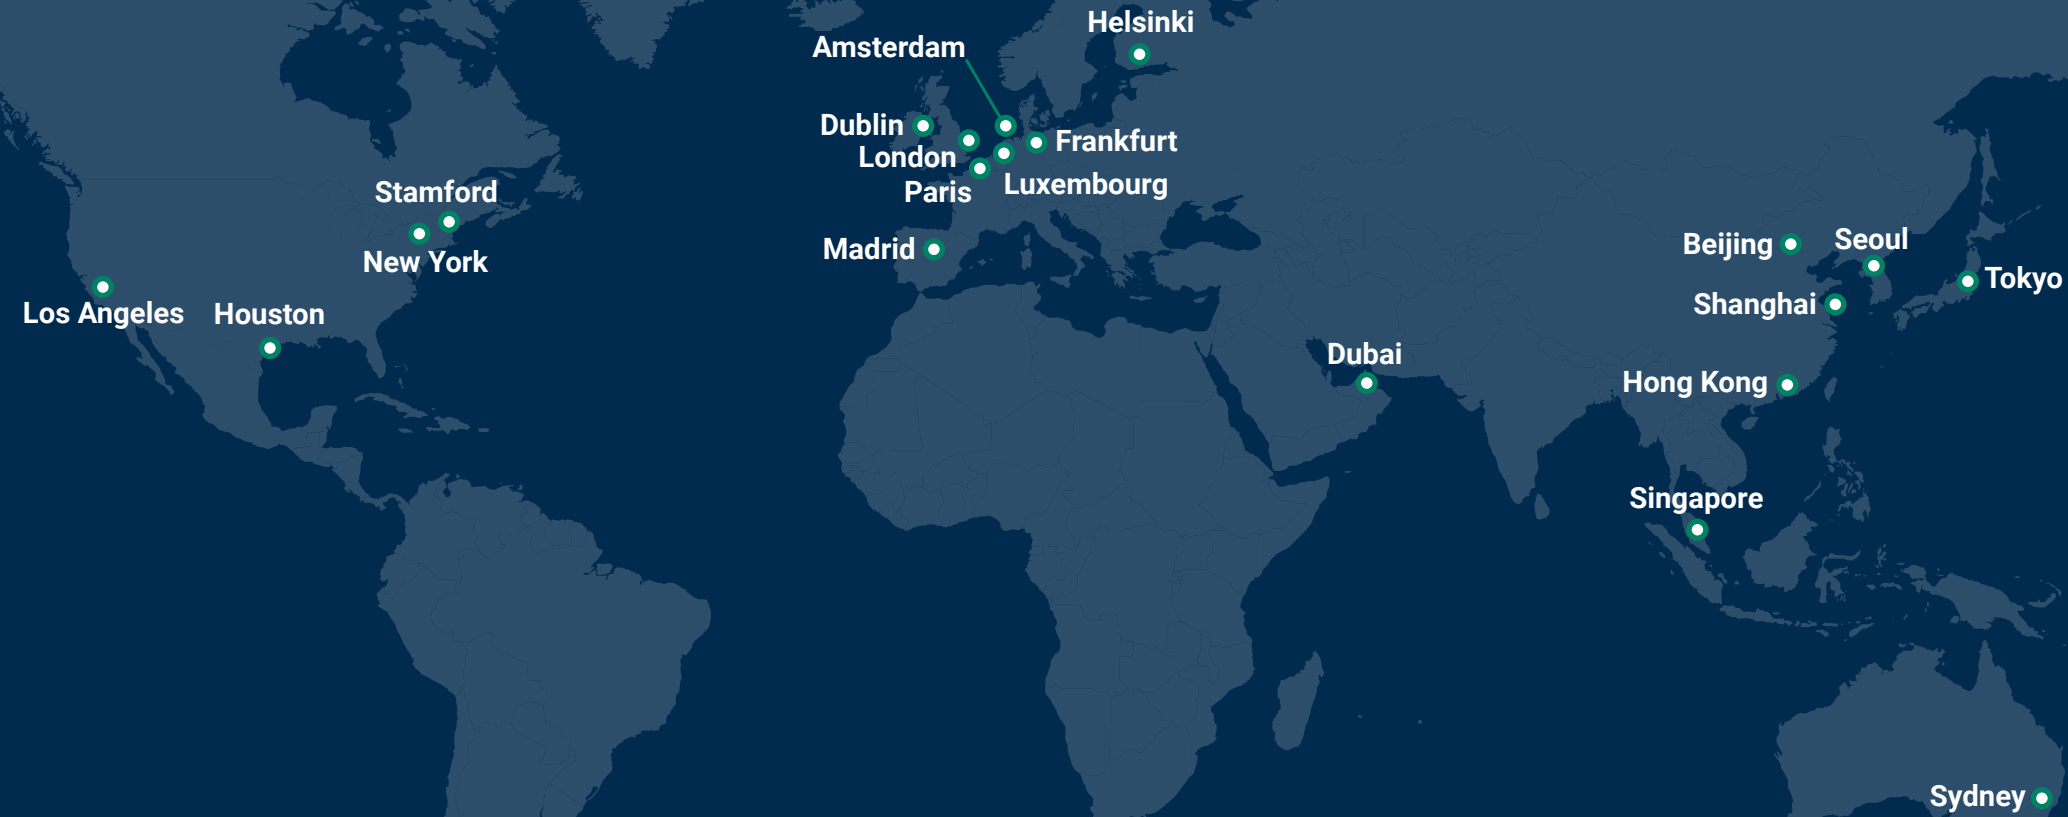 Helsinki
Amsterdam
Dublin
Frankfurt
London
Luxembourg
Paris
Stamford
New York
Madrid
Los Angeles
Houston
Beijing
Seoul
Tokyo
Shanghai
Dubai
Hong Kong
Singapore
Sydney